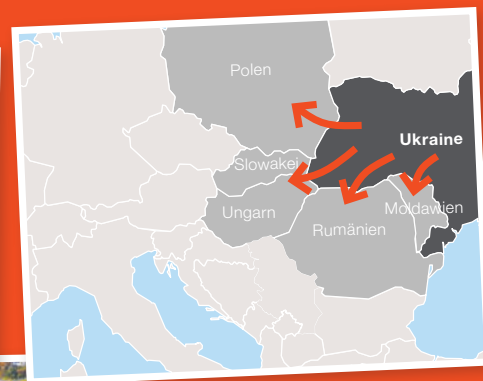 Polen
Ukraine
Slowakei
Ungarn
Moldawien
Rumänien